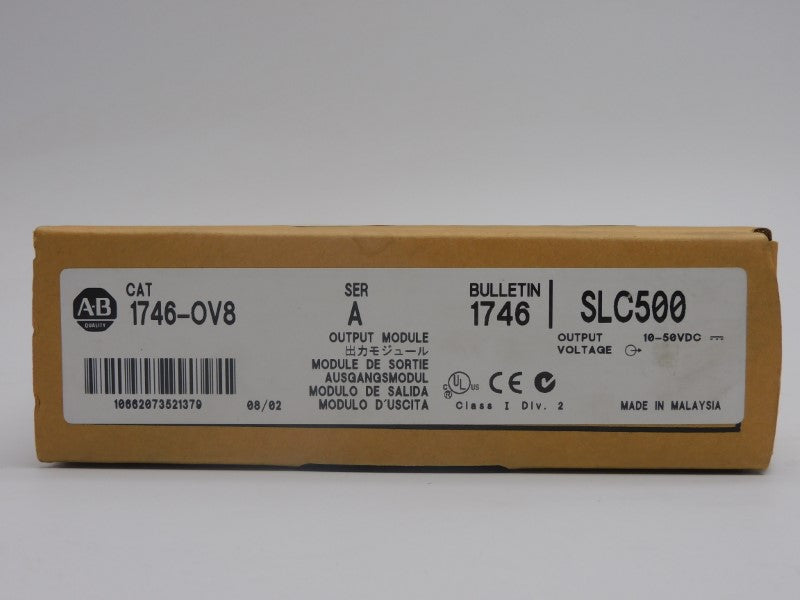 A-B
QUALITY
CAT
1746-OV8
SER
A
BULLETIN
1746
SLC500
OUTPUT MODULE
出力モジュール
MODULE DE SORTIE
AUSGANGSMODUL
MODULO DE SALIDA
MODULO D'USCITA
OUTPUT VOLTAGE 10-50VDC
10662073521379
08/02
C UL US
®
CE
Class I Div. 2
MADE IN MALAYSIA